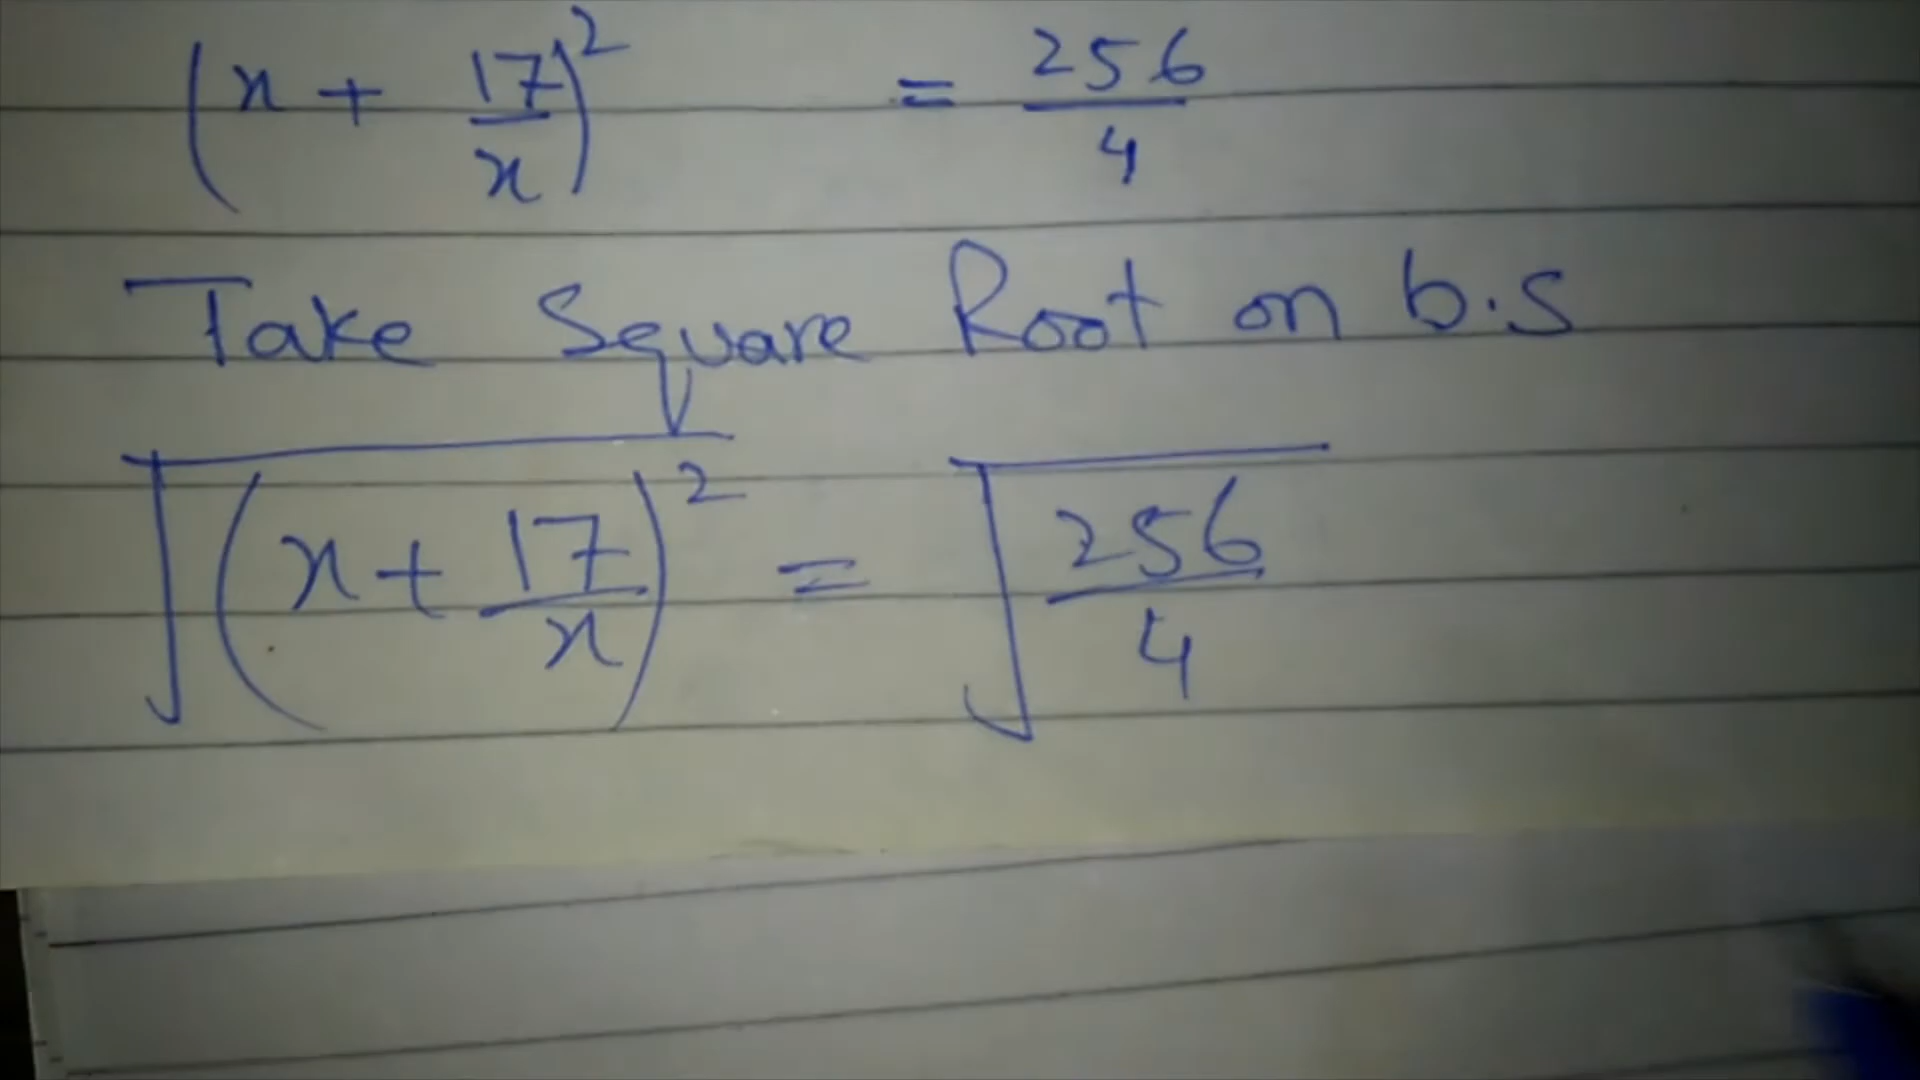 (x + 17/x)² = 256/4
Take Square Root on b.s
√(x + 17/x)² = √256/4